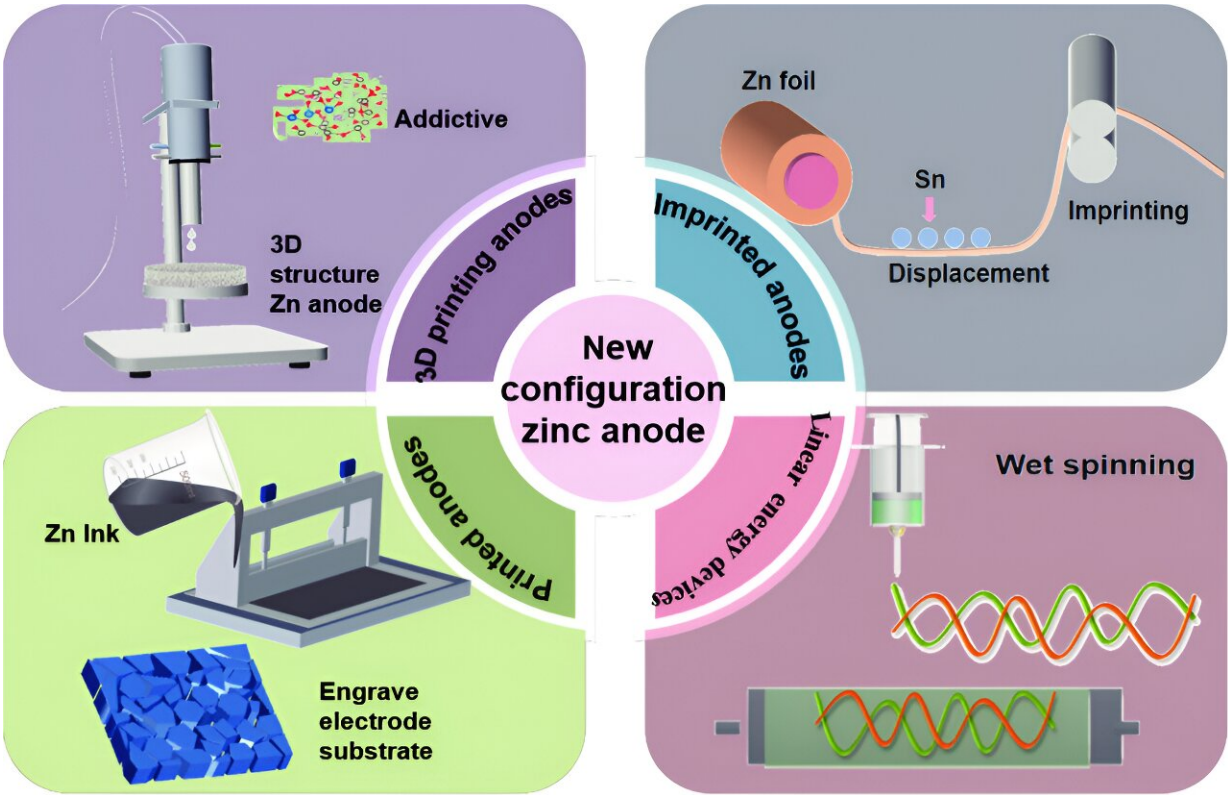 Addictive
3D
structure
Zn anode
3D printing anodes
Zn foil
Sn
Displacement
Imprinting
Imprinted anodes
New
configuration
zinc anode
Zn Ink
Engrave
electrode
substrate
Printed anodes
Wet spinning
Linear energy devices